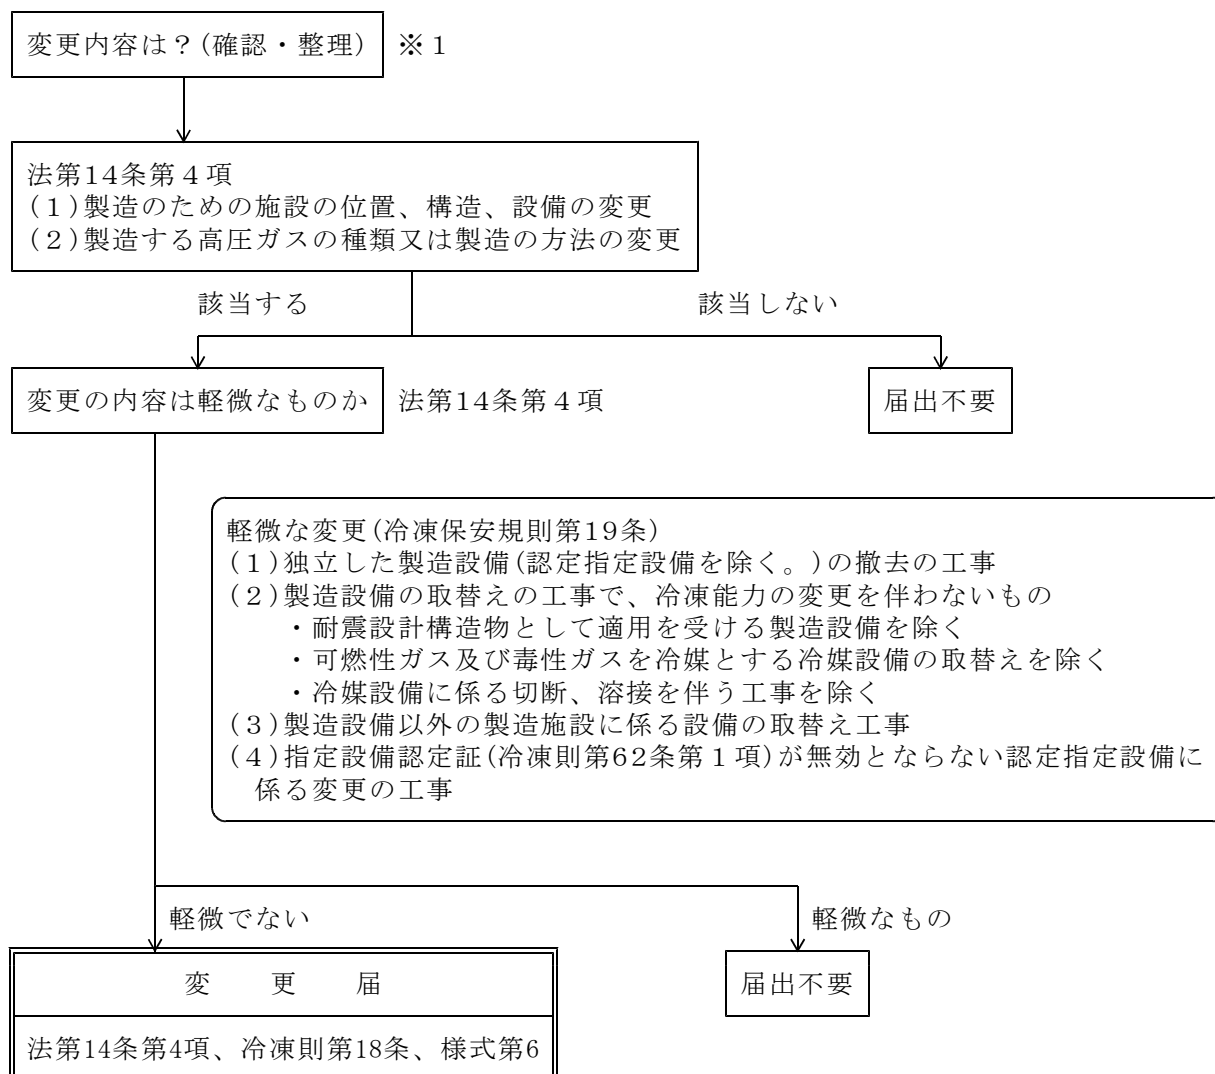 変更内容は？(確認・整理) ※１
法第14条第４項
(１)製造のための施設の位置、構造、設備の変更
(２)製造する高圧ガスの種類又は製造の方法の変更
該当する 該当しない
変更の内容は軽微なものか 法第14条第４項 届出不要
軽微な変更(冷凍保安規則第19条)
(１)独立した製造設備(認定指定設備を除く。)の撤去の工事
(２)製造設備の取替えの工事で、冷凍能力の変更を伴わないもの
・耐震設計構造物として適用を受ける製造設備を除く
・可燃性ガス及び毒性ガスを冷媒とする冷媒設備の取替えを除く
・冷媒設備に係る切断、溶接を伴う工事を除く
(３)製造設備以外の製造施設に係る設備の取替え工事
(４)指定設備認定証(冷凍則第62条第１項)が無効とならない認定指定設備に
係る変更の工事
軽微でない 軽微なもの
変　更　届 届出不要
法第14条第4項、冷凍則第18条、様式第6